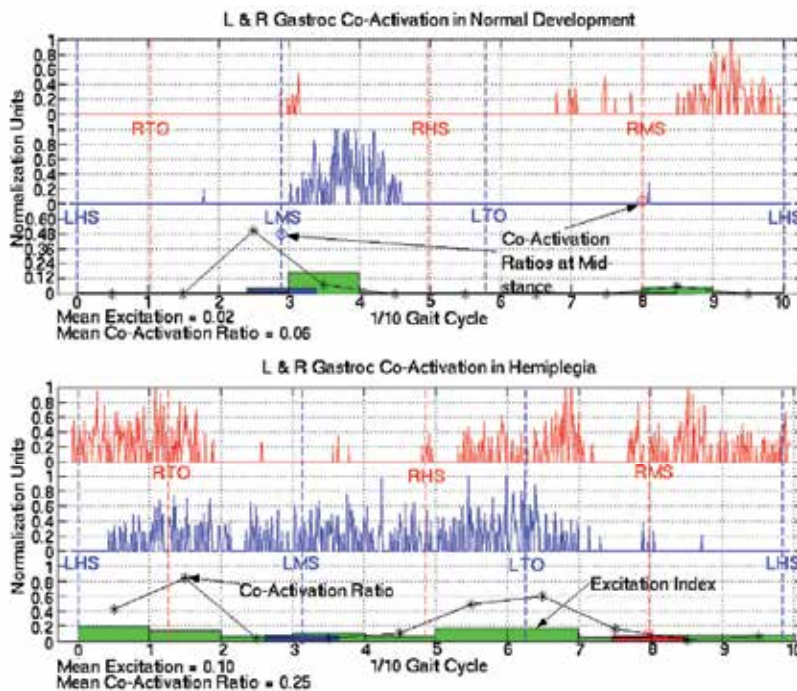 L & R Gastroc Co-Activation in Normal Development
Normalization Units
1
0.8
0.6
0.4
0.2
0
RTO
RHS
RMS
1
0.8
0.6
0.4
0.2
0
LHS
LMS
LTO
LHS
0.60
0.48
0.36
0.24
0.12
0
Co-Activation
Ratios at Mid
stance
0 1 2 3 4 5 6 7 8 9 10
1/10 Gait Cycle
Mean Excitation = 0.02
Mean Co-Activation Ratio = 0.06
L & R Gastroc Co-Activation in Hemiplegia
Normalization Units
1
0.8
0.6
0.4
0.2
0
RTO
RHS
RMS
1
0.8
0.6
0.4
0.2
0
LHS
LMS
LTO
LHS
0.8
0.6
0.4
0.2
0
Co-Activation Ratio
Excitation Index
0 1 2 3 4 5 6 7 8 9 10
1/10 Gait Cycle
Mean Excitation = 0.10
Mean Co-Activation Ratio = 0.25